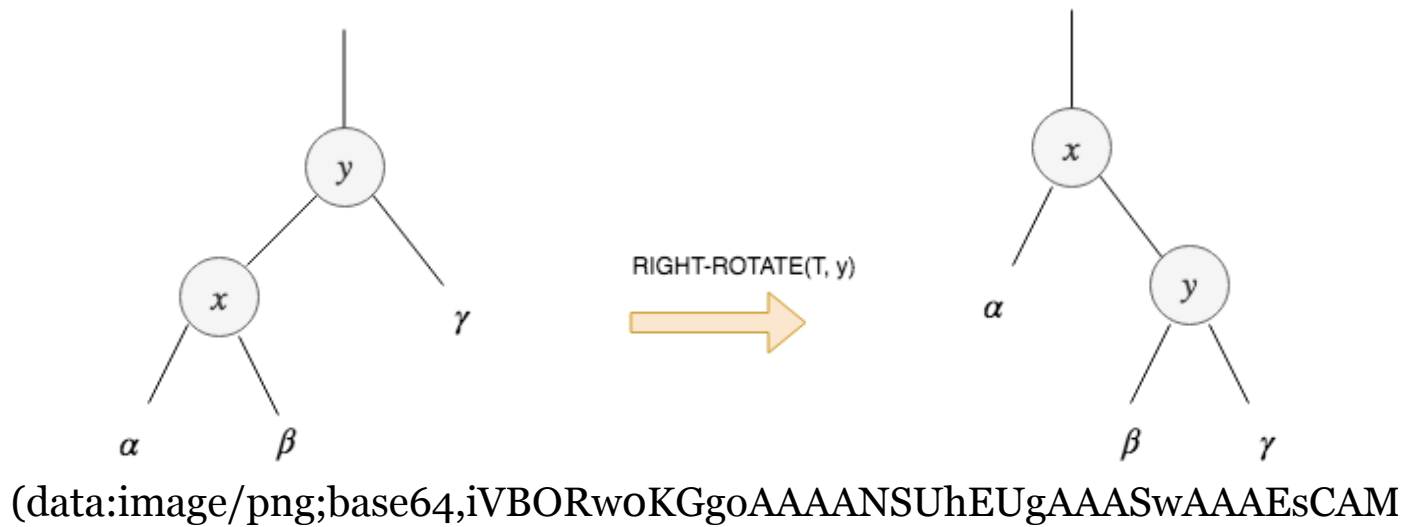 y
x
γ
α
β
RIGHT-ROTATE(T, y)
x
α
y
β
γ
(data:image/png;base64,iVBORw0KGgoAAAANSUhEUgAAASwAAAEsCAM